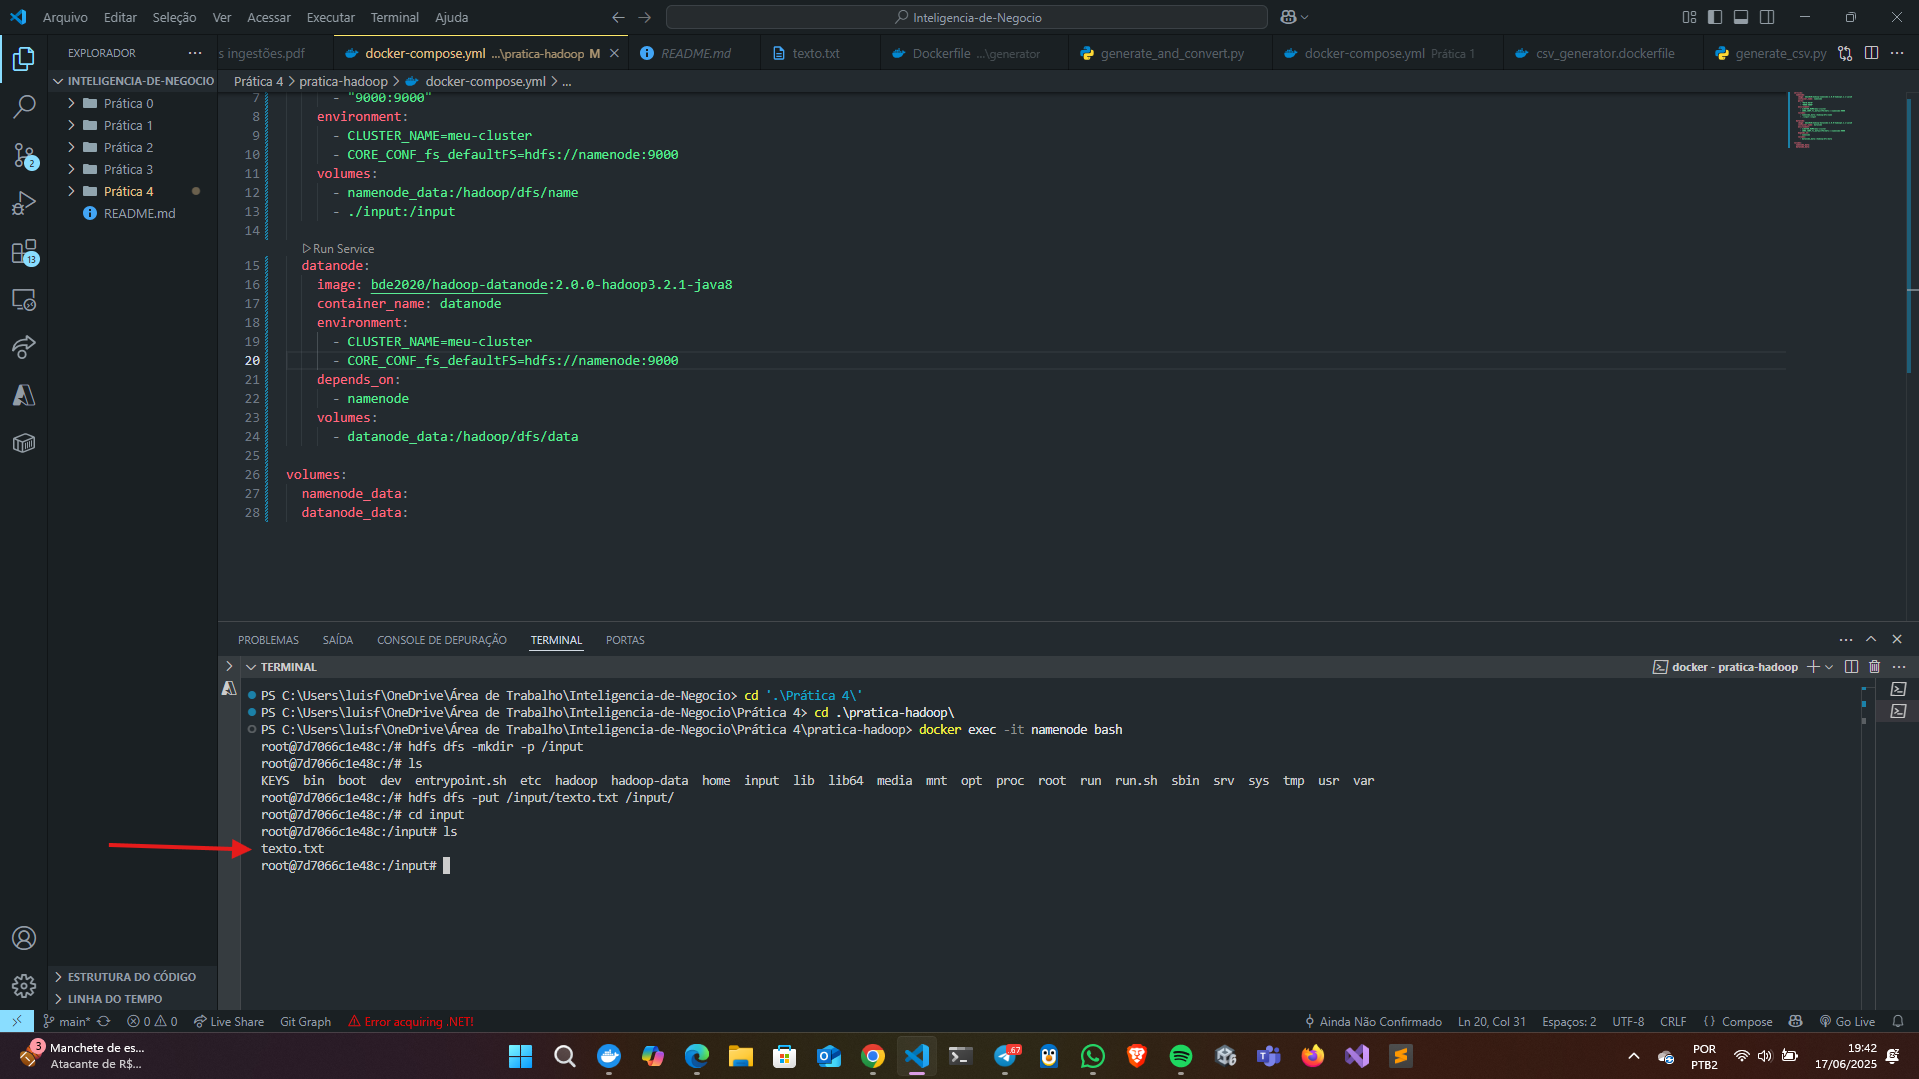 Arquivo Editar Seleção Ver Acessar Executar Terminal Ajuda
Inteligencia-de-Negocio
EXPLORADOR
s ingestões.pdf
docker-compose.yml ...\pratica-hadoop M
README.md
texto.txt
Dockerfile ...\generator
generate_and_convert.py
docker-compose.yml Prática 1
csv_generator.dockerfile
generate_csv.py
INTELIGENCIA-DE-NEGOCIO
Prática 0
Prática 1
Prática 2
Prática 3
Prática 4
README.md
2
13
Prática 4 > pratica-hadoop > docker-compose.yml > ...
7 - "9000:9000"
8 environment:
9 - CLUSTER_NAME=meu-cluster
10 - CORE_CONF_fs_defaultFS=hdfs://namenode:9000
11 volumes:
12 - namenode_data:/hadoop/dfs/name
13 - ./input:/input
14
Run Service
15 datanode:
16 image: bde2020/hadoop-datanode:2.0.0-hadoop3.2.1-java8
17 container_name: datanode
18 environment:
19 - CLUSTER_NAME=meu-cluster
20 - CORE_CONF_fs_defaultFS=hdfs://namenode:9000
21 depends_on:
22 - namenode
23 volumes:
24 - datanode_data:/hadoop/dfs/data
25
26 volumes:
27 namenode_data:
28 datanode_data:
PROBLEMAS SAÍDA CONSOLE DE DEPURAÇÃO TERMINAL PORTAS
TERMINAL
docker - pratica-hadoop
PS C:\Users\luisf\OneDrive\Área de Trabalho\Inteligencia-de-Negocio> cd '.\Prática 4\'
PS C:\Users\luisf\OneDrive\Área de Trabalho\Inteligencia-de-Negocio\Prática 4> cd .\pratica-hadoop\
PS C:\Users\luisf\OneDrive\Área de Trabalho\Inteligencia-de-Negocio\Prática 4\pratica-hadoop> docker exec -it namenode bash
root@7d7066c1e48c:/# hdfs dfs -mkdir -p /input
root@7d7066c1e48c:/# ls
KEYS bin boot dev entrypoint.sh etc hadoop hadoop-data home input lib lib64 media mnt opt proc root run run.sh sbin srv sys tmp usr var
root@7d7066c1e48c:/# hdfs dfs -put /input/texto.txt /input/
root@7d7066c1e48c:/# cd input
root@7d7066c1e48c:/input# ls
texto.txt
root@7d7066c1e48c:/input#
ESTRUTURA DO CÓDIGO
LINHA DO TEMPO
main* 0 0 Live Share Git Graph Error acquiring .NET!
Ainda Não Confirmado Ln 20, Col 31 Espaços: 2 UTF-8 CRLF Compose Go Live
3
Manchete de es...
Atacante de R$...
67
POR
PTB2
19:42
17/06/2025